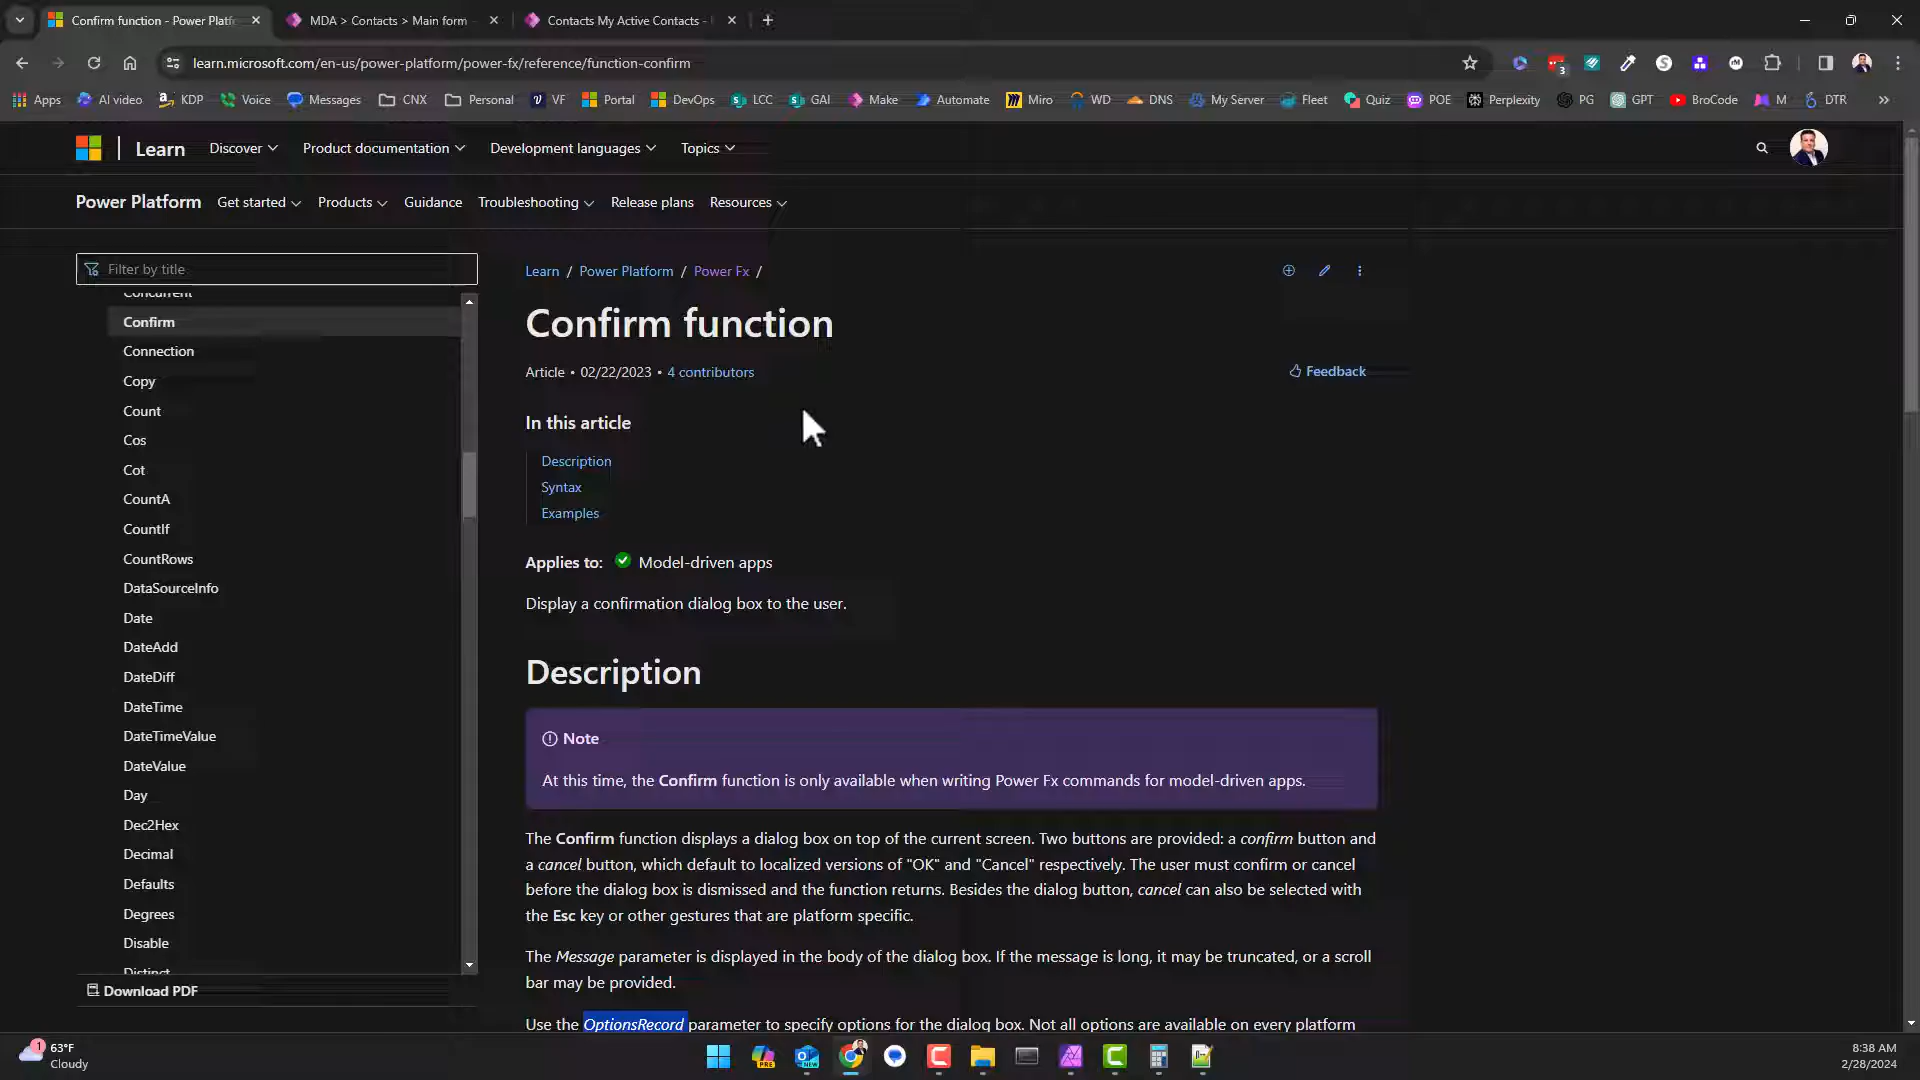 Confirm function - Power Platf
MDA > Contacts > Main form
Contacts My Active Contacts -
learn.microsoft.com/en-us/power-platform/power-fx/reference/function-confirm
3
Apps
AI video
KDP
Voice
Messages
CNX
Personal
VF
Portal
DevOps
LCC
GAI
Make
Automate
Miro
WD
DNS
My Server
Fleet
Quiz
POE
Perplexity
PG
GPT
BroCode
M
DTR
Learn
Discover
Product documentation
Development languages
Topics
Power Platform
Get started
Products
Guidance
Troubleshooting
Release plans
Resources
Filter by title
Concurrent
Confirm
Connection
Copy
Count
Cos
Cot
CountA
CountIf
CountRows
DataSourceInfo
Date
DateAdd
DateDiff
DateTime
DateTimeValue
DateValue
Day
Dec2Hex
Decimal
Defaults
Degrees
Disable
Distinct
Download PDF
Learn / Power Platform / Power Fx /
Confirm function
Article • 02/22/2023 • 4 contributors
Feedback
In this article
Description
Syntax
Examples
Applies to: Model-driven apps
Display a confirmation dialog box to the user.
Description
Note
At this time, the Confirm function is only available when writing Power Fx commands for model-driven apps.
The Confirm function displays a dialog box on top of the current screen. Two buttons are provided: a confirm button and
a cancel button, which default to localized versions of "OK" and "Cancel" respectively. The user must confirm or cancel
before the dialog box is dismissed and the function returns. Besides the dialog button, cancel can also be selected with
the Esc key or other gestures that are platform specific.
The Message parameter is displayed in the body of the dialog box. If the message is long, it may be truncated, or a scroll
bar may be provided.
Use the OptionsRecord parameter to specify options for the dialog box. Not all options are available on every platform
1
63°F
Cloudy
PRE
NEW
8:38 AM
2/28/2024